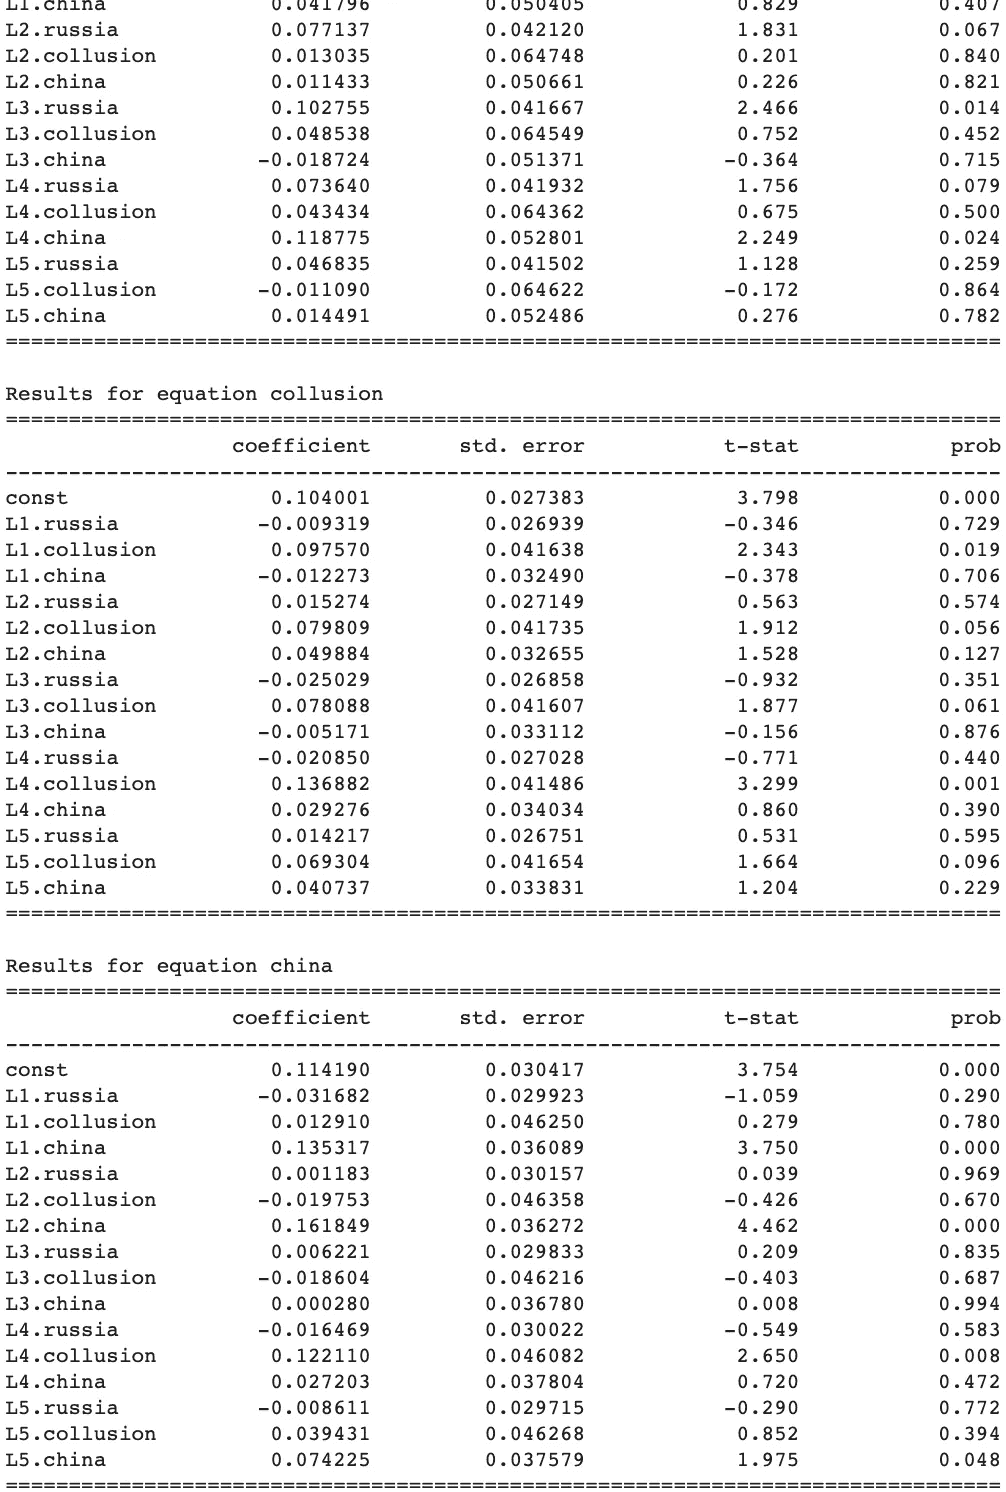 L1.china 0.041796 0.050405 0.829 0.407
L2.russia 0.077137 0.042120 1.831 0.067
L2.collusion 0.013035 0.064748 0.201 0.840
L2.china 0.011433 0.050661 0.226 0.821
L3.russia 0.102755 0.041667 2.466 0.014
L3.collusion 0.048538 0.064549 0.752 0.452
L3.china -0.018724 0.051371 -0.364 0.715
L4.russia 0.073640 0.041932 1.756 0.079
L4.collusion 0.043434 0.064362 0.675 0.500
L4.china 0.118775 0.052801 2.249 0.024
L5.russia 0.046835 0.041502 1.128 0.259
L5.collusion -0.011090 0.064622 -0.172 0.864
L5.china 0.014491 0.052486 0.276 0.782
===============================================================================
Results for equation collusion
===============================================================================
coefficient std. error t-stat prob
-------------------------------------------------------------------------------
const 0.104001 0.027383 3.798 0.000
L1.russia -0.009319 0.026939 -0.346 0.729
L1.collusion 0.097570 0.041638 2.343 0.019
L1.china -0.012273 0.032490 -0.378 0.706
L2.russia 0.015274 0.027149 0.563 0.574
L2.collusion 0.079809 0.041735 1.912 0.056
L2.china 0.049884 0.032655 1.528 0.127
L3.russia -0.025029 0.026858 -0.932 0.351
L3.collusion 0.078088 0.041607 1.877 0.061
L3.china -0.005171 0.033112 -0.156 0.876
L4.russia -0.020850 0.027028 -0.771 0.440
L4.collusion 0.136882 0.041486 3.299 0.001
L4.china 0.029276 0.034034 0.860 0.390
L5.russia 0.014217 0.026751 0.531 0.595
L5.collusion 0.069304 0.041654 1.664 0.096
L5.china 0.040737 0.033831 1.204 0.229
===============================================================================
Results for equation china
===============================================================================
coefficient std. error t-stat prob
-------------------------------------------------------------------------------
const 0.114190 0.030417 3.754 0.000
L1.russia -0.031682 0.029923 -1.059 0.290
L1.collusion 0.012910 0.046250 0.279 0.780
L1.china 0.135317 0.036089 3.750 0.000
L2.russia 0.001183 0.030157 0.039 0.969
L2.collusion -0.019753 0.046358 -0.426 0.670
L2.china 0.161849 0.036272 4.462 0.000
L3.russia 0.006221 0.029833 0.209 0.835
L3.collusion -0.018604 0.046216 -0.403 0.687
L3.china 0.000280 0.036780 0.008 0.994
L4.russia -0.016469 0.030022 -0.549 0.583
L4.collusion 0.122110 0.046082 2.650 0.008
L4.china 0.027203 0.037804 0.720 0.472
L5.russia -0.008611 0.029715 -0.290 0.772
L5.collusion 0.039431 0.046268 0.852 0.394
L5.china 0.074225 0.037579 1.975 0.048
===============================================================================